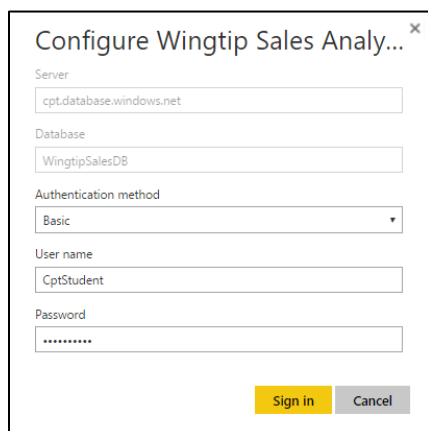 Configure Wingtip Sales Analy...
Server
cpt.database.windows.net
Database
WingtipSalesDB
Authentication method
Basic
User name
CptStudent
Password
••••••••••
Sign in Cancel